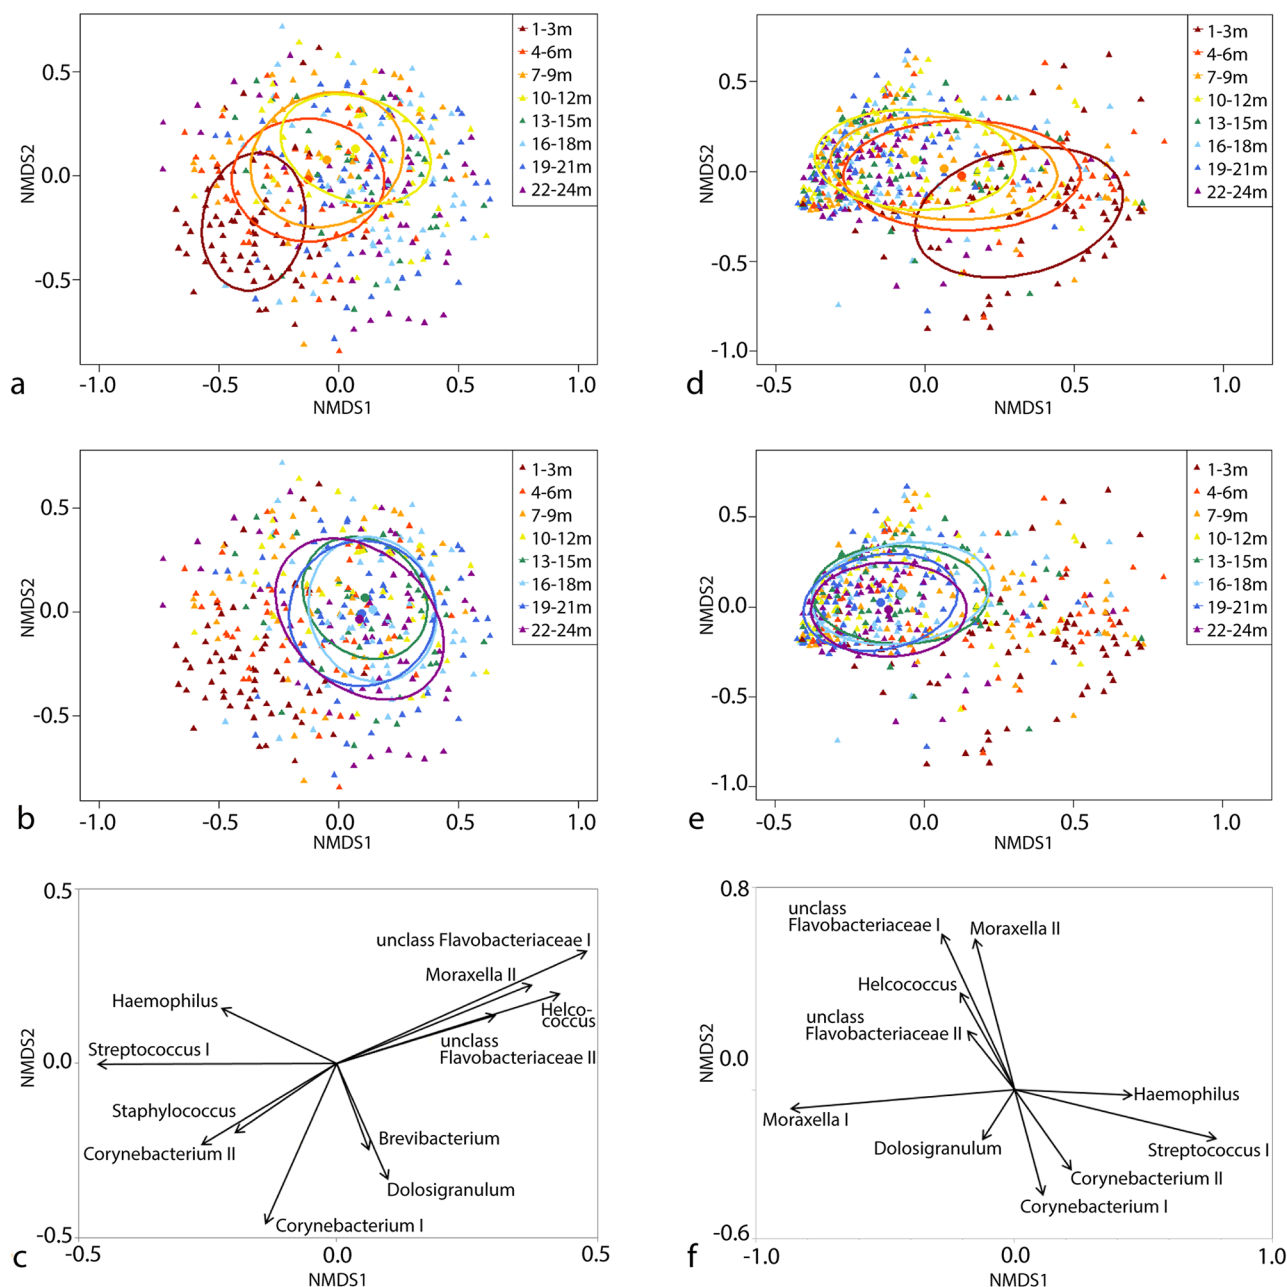 1-3m
4-6m
7-9m
10-12m
13-15m
16-18m
19-21m
22-24m
0.5
0.0
-0.5
NMDS2
-1.0
-0.5
0.0
0.5
1.0
NMDS1
a
1-3m
4-6m
7-9m
10-12m
13-15m
16-18m
19-21m
22-24m
0.5
0.0
-0.5
-1.0
NMDS2
-0.5
0.0
0.5
1.0
NMDS1
d
1-3m
4-6m
7-9m
10-12m
13-15m
16-18m
19-21m
22-24m
0.5
0.0
-0.5
NMDS2
-1.0
-0.5
0.0
0.5
1.0
NMDS1
b
1-3m
4-6m
7-9m
10-12m
13-15m
16-18m
19-21m
22-24m
0.5
0.0
-0.5
-1.0
NMDS2
-0.5
0.0
0.5
1.0
NMDS1
e
0.5
0.0
-0.5
NMDS2
unclass Flavobacteriaceae I
Moraxella II
Haemophilus
Helco-
coccus
unclass
Flavobacteriaceae II
Streptococcus I
Staphylococcus
Corynebacterium II
Brevibacterium
Dolosigranulum
Corynebacterium I
-0.5
0.0
0.5
NMDS1
c
0.8
0.0
-0.6
NMDS2
unclass
Flavobacteriaceae I
Moraxella II
Helcococcus
unclass
Flavobacteriaceae II
Haemophilus
Moraxella I
Dolosigranulum
Streptococcus I
Corynebacterium II
Corynebacterium I
-1.0
0.0
1.0
NMDS1
f